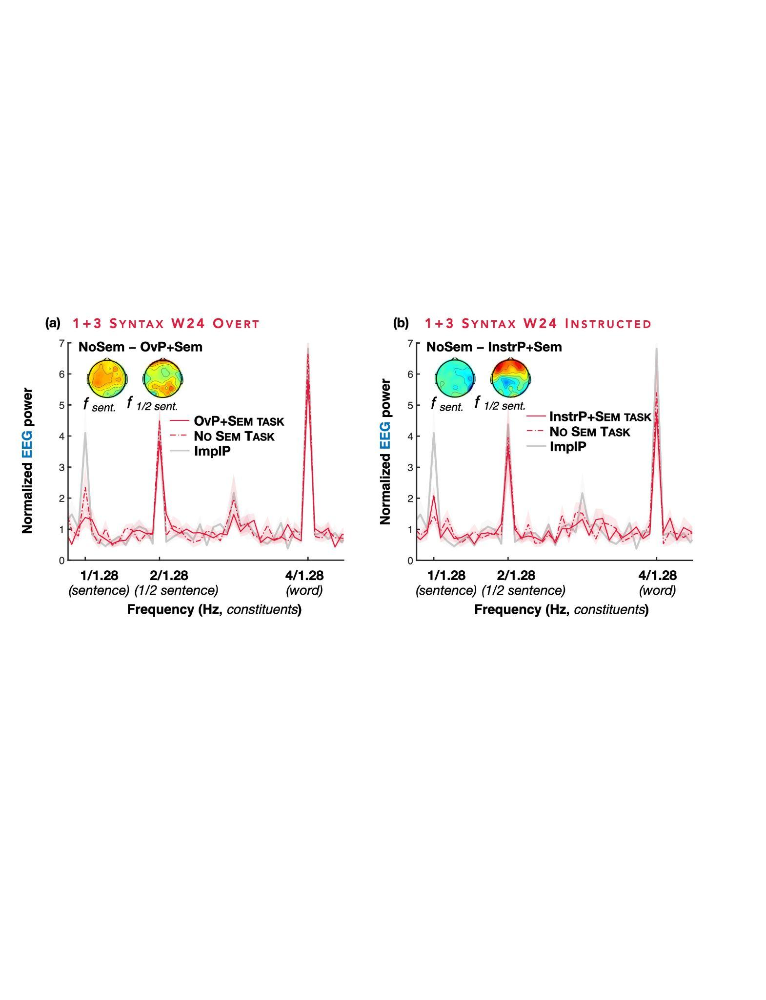 (a) 1+3 SYNTAX W24 OVERT
7
6
5
4
3
2
1
0
Normalized EEG power
NoSem – OvP+Sem
f sent.
f 1/2 sent.
OvP+SEM TASK
NO SEM TASK
ImplP
1/1.28
2/1.28
4/1.28
(sentence)
(1/2 sentence)
(word)
Frequency (Hz, constituents)
(b) 1+3 SYNTAX W24 INSTRUCTED
7
6
5
4
3
2
1
0
Normalized EEG power
NoSem – InstrP+Sem
f sent.
f 1/2 sent.
InstrP+SEM TASK
NO SEM TASK
ImplP
1/1.28
2/1.28
4/1.28
(sentence)
(1/2 sentence)
(word)
Frequency (Hz, constituents)